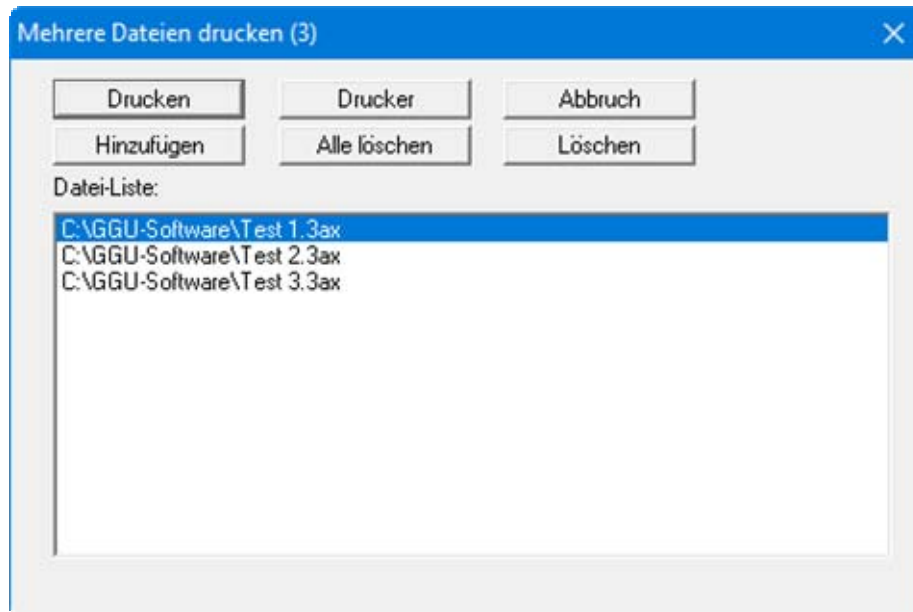 Mehrere Dateien drucken (3)
Drucken Drucker Abbruch
Hinzufügen Alle löschen Löschen
Datei-Liste:
C:\GGU-Software\Test 1.3ax
C:\GGU-Software\Test 2.3ax
C:\GGU-Software\Test 3.3ax